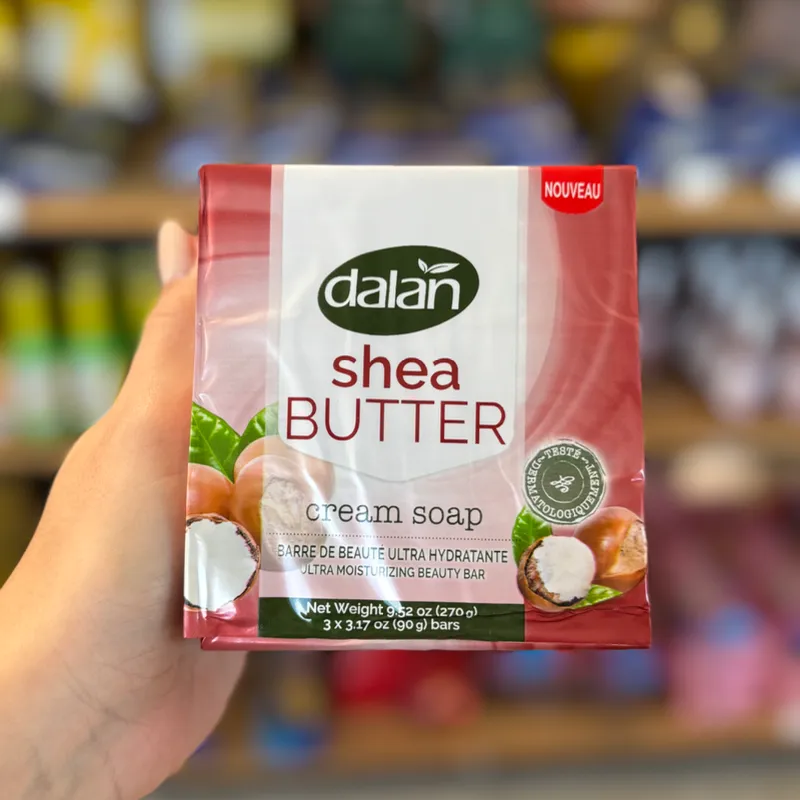 NOUVEAU
dalan
shea
BUTTER
TESTÉ
DERMATOLOGIQUEMENT
cream soap
BARRE DE BEAUTÉ ULTRA HYDRATANTE
ULTRA MOISTURIZING BEAUTY BAR
Net Weight 9.52 oz (270 g)
3 x 3.17 oz (90 g) bars